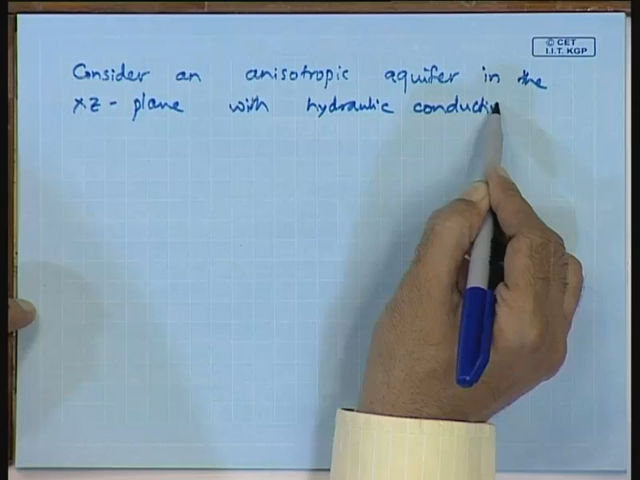 © CET
I.I.T. KGP
Consider an anisotropic aquifer in the
xz-plane with hydraulic conducti